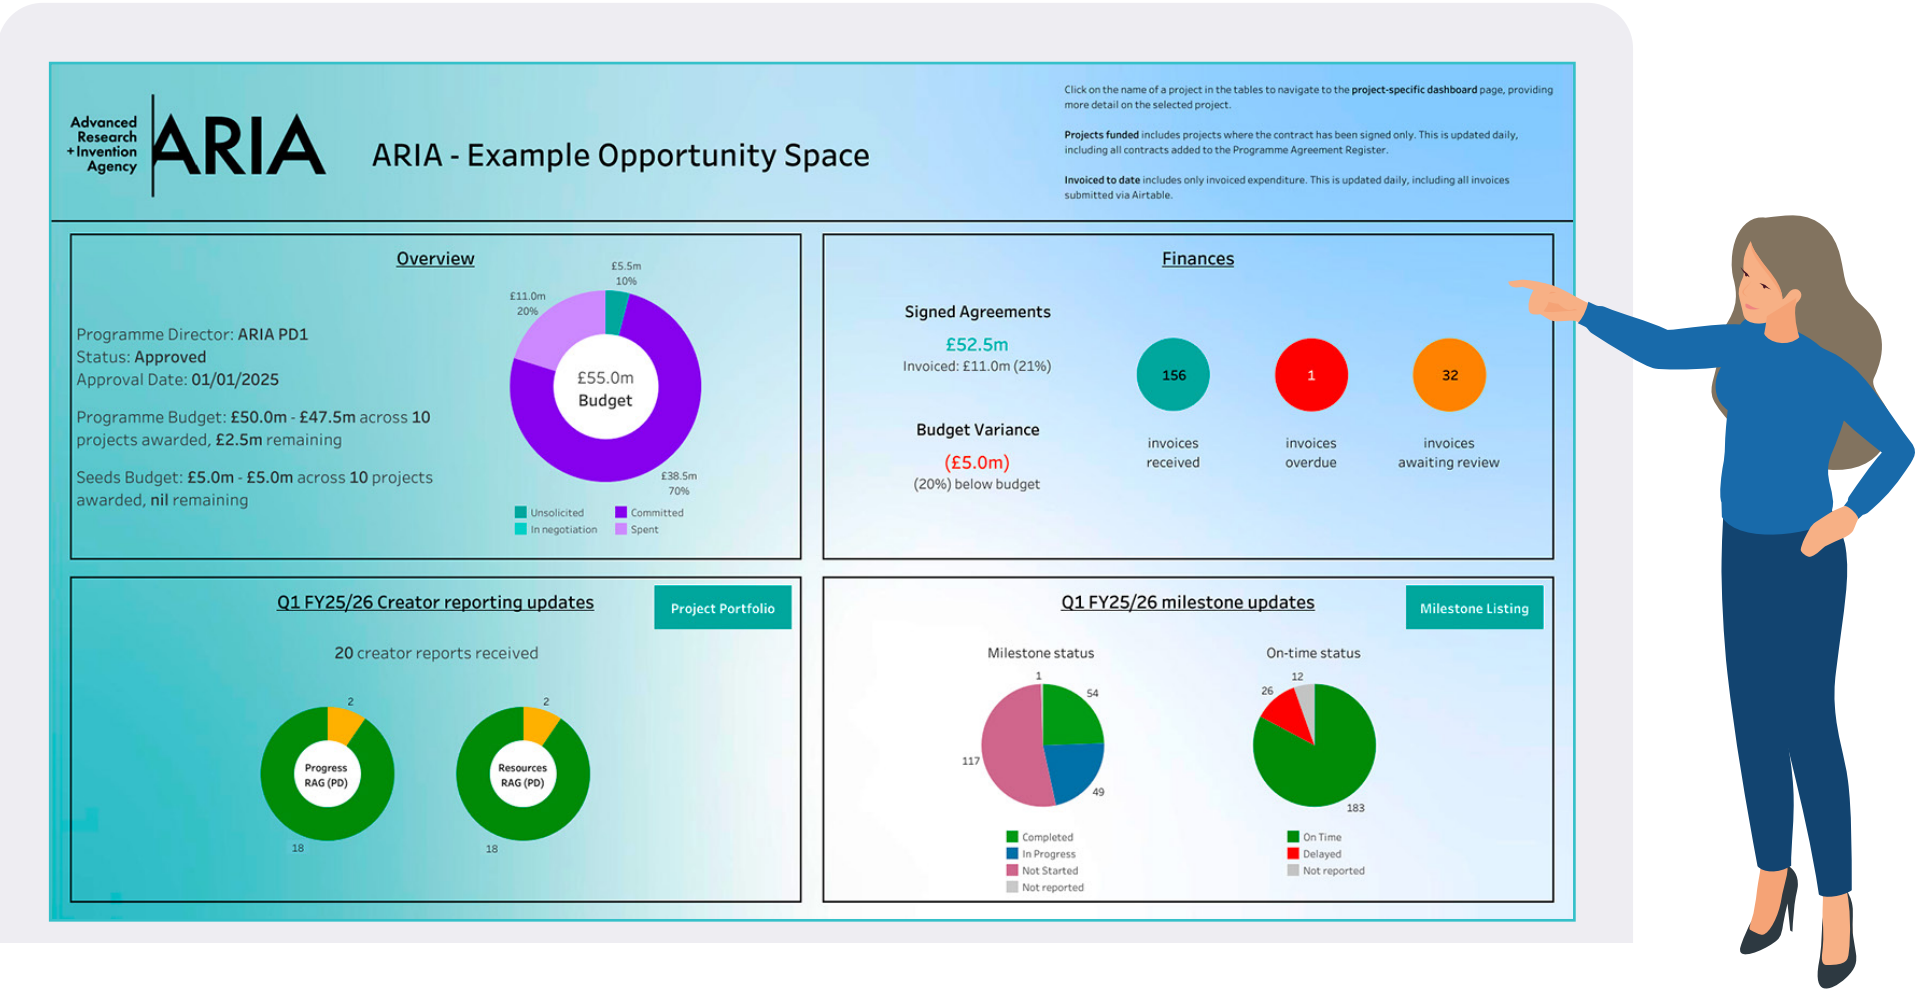 Advanced
Research
+Invention
Agency
ARIA
ARIA - Example Opportunity Space
Click on the name of a project in the tables to navigate to the project-specific dashboard page, providing
more detail on the selected project.
Projects funded includes projects where the contract has been signed only. This is updated daily,
including all contracts added to the Programme Agreement Register.
Invoiced to date includes only invoiced expenditure. This is updated daily, including all invoices
submitted via Airtable.
Overview
Programme Director: ARIA PD1
Status: Approved
Approval Date: 01/01/2025
Programme Budget: £50.0m - £47.5m across 10
projects awarded, £2.5m remaining
Seeds Budget: £5.0m - £5.0m across 10 projects
awarded, nil remaining
£5.5m
10%
£11.0m
20%
£55.0m
Budget
£38.5m
70%
Unsolicited
Committed
In negotiation
Spent
Finances
Signed Agreements
£52.5m
Invoiced: £11.0m (21%)
Budget Variance
(£5.0m)
(20%) below budget
156
invoices
received
1
invoices
overdue
32
invoices
awaiting review
Q1 FY25/26 Creator reporting updates
Project Portfolio
20 creator reports received
2
Progress
RAG (PD)
18
2
Resources
RAG (PD)
18
Q1 FY25/26 milestone updates
Milestone Listing
Milestone status
1
54
117
49
Completed
In Progress
Not Started
Not reported
On-time status
12
26
183
On Time
Delayed
Not reported